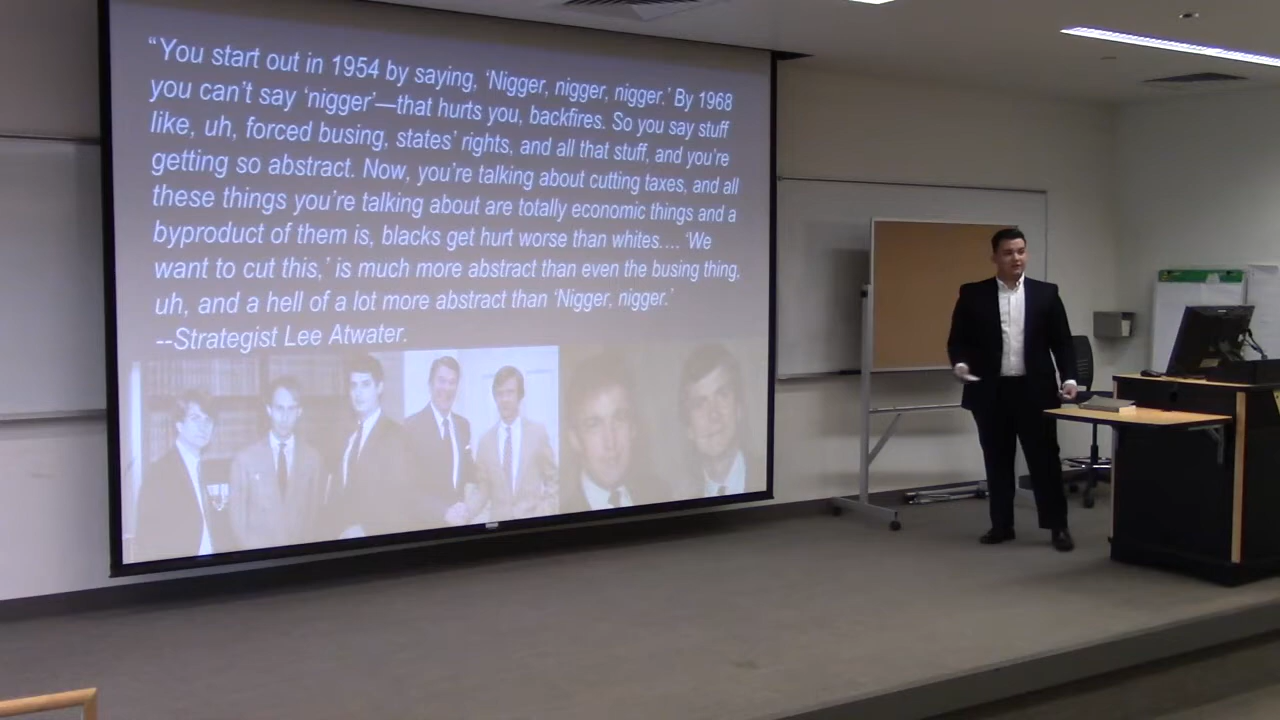 “You start out in 1954 by saying, ‘Nigger, nigger, nigger.’ By 1968
you can’t say ‘nigger’—that hurts you, backfires. So you say stuff
like, uh, forced busing, states’ rights, and all that stuff, and you’re
getting so abstract. Now, you’re talking about cutting taxes, and all
these things you’re talking about are totally economic things and a
byproduct of them is, blacks get hurt worse than whites.… ‘We
want to cut this,’ is much more abstract than even the busing thing,
uh, and a hell of a lot more abstract than ‘Nigger, nigger.’
--Strategist Lee Atwater.